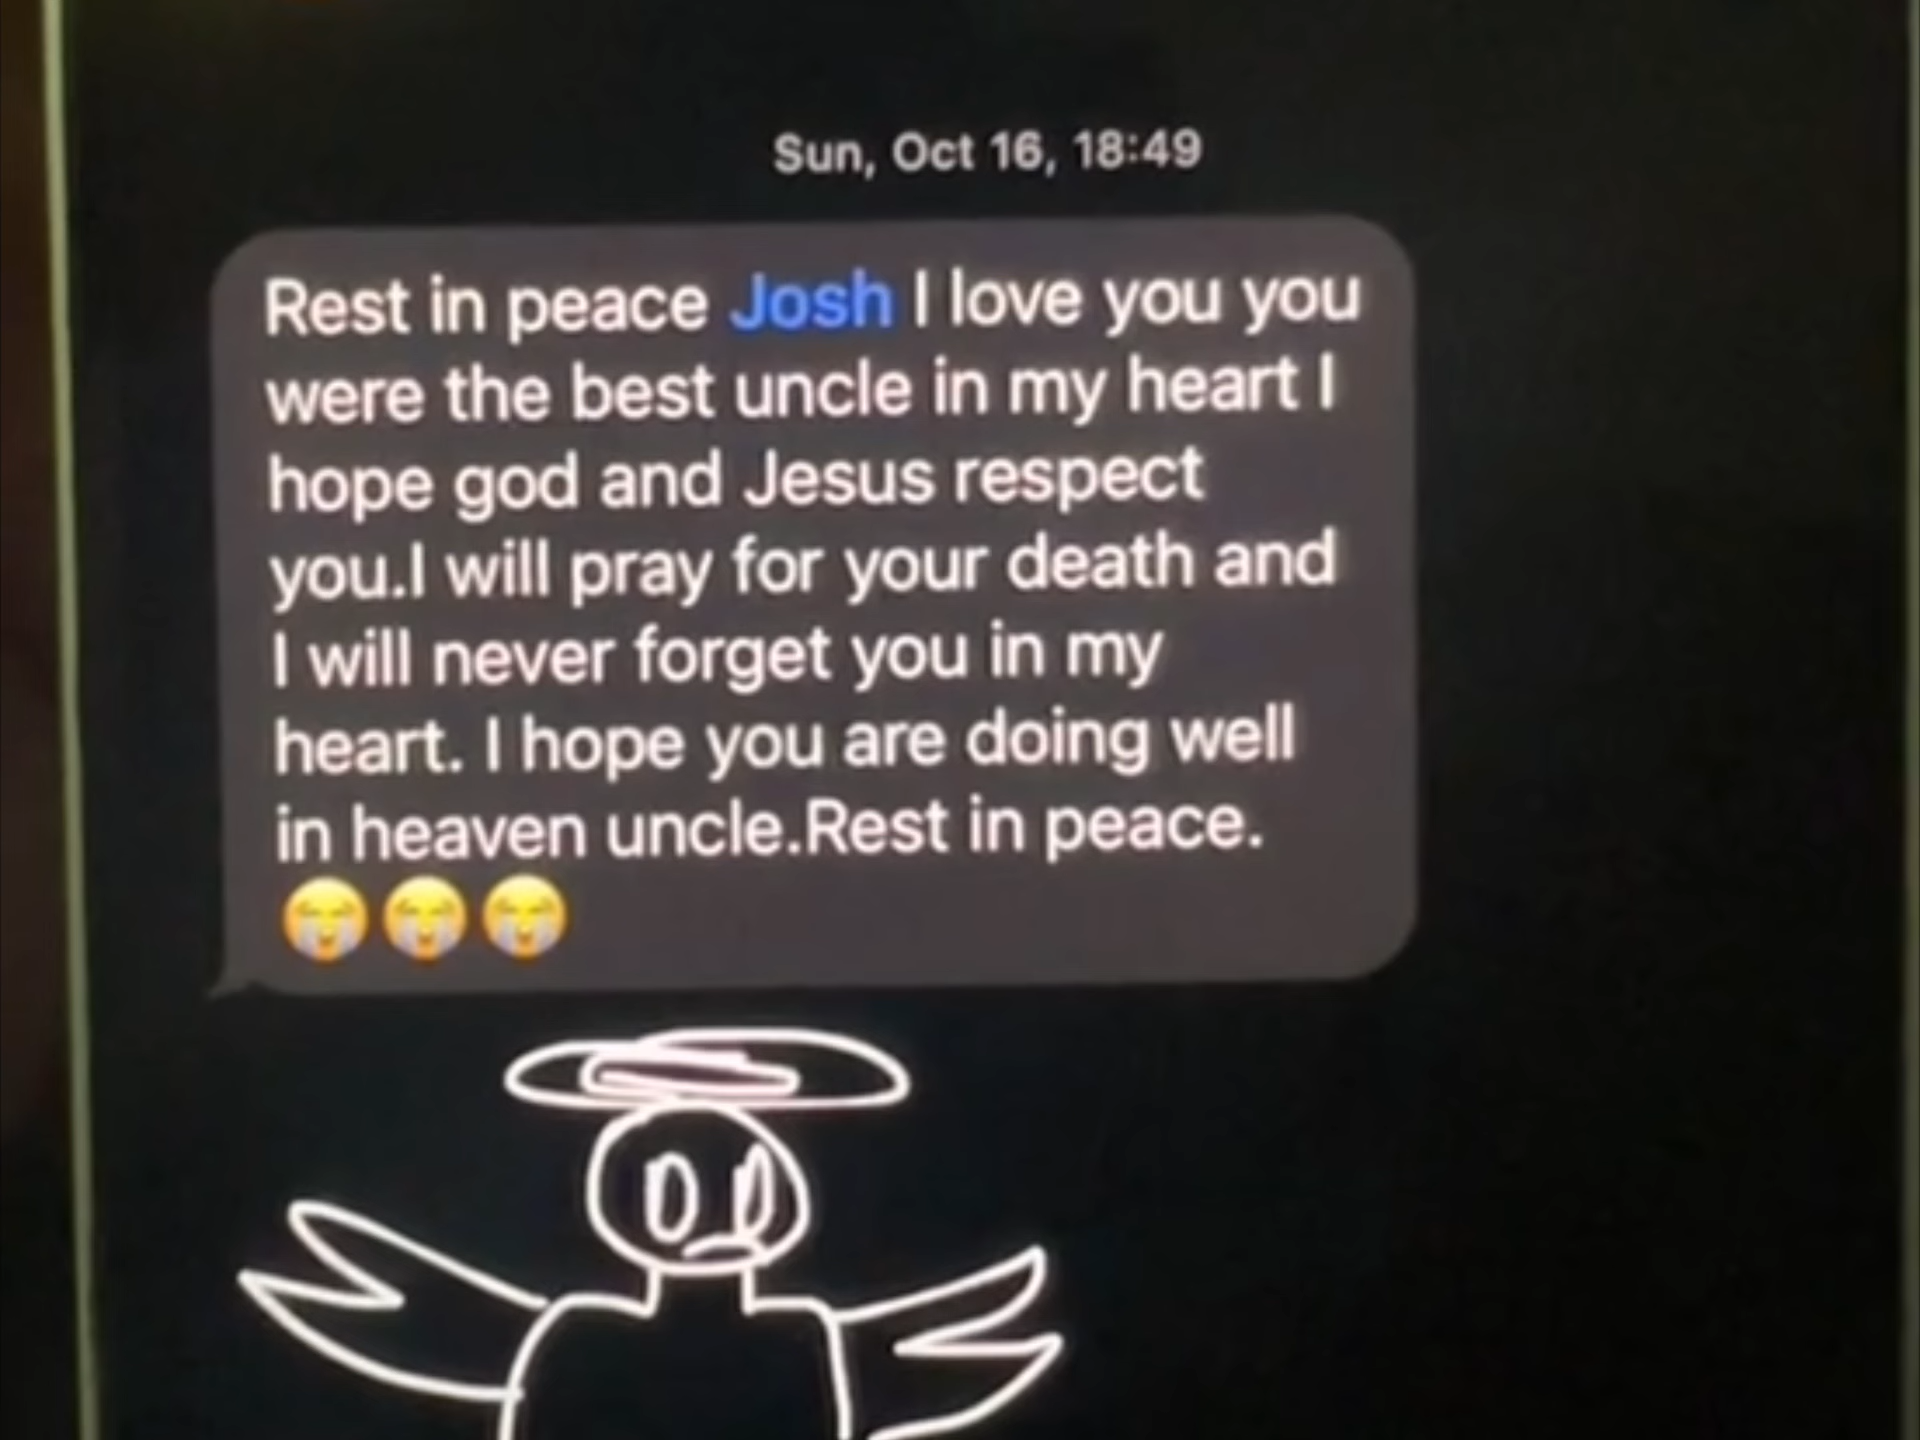 Sun, Oct 16, 18:49
Rest in peace Josh I love you you
were the best uncle in my heart I
hope god and Jesus respect
you.I will pray for your death and
I will never forget you in my
heart. I hope you are doing well
in heaven uncle.Rest in peace.
😭😭😭